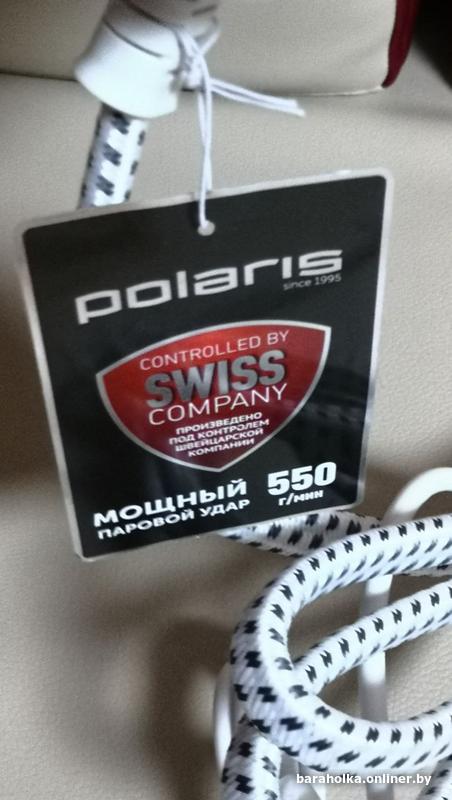 polaris
since 1995
CONTROLLED BY
SWISS
COMPANY
ПРОИЗВЕДЕНО
ПОД КОНТРОЛЕМ
ШВЕЙЦАРСКОЙ
КОМПАНИИ
МОЩНЫЙ
ПАРОВОЙ УДАР
550
Г/МИН
baraholka.onliner.by